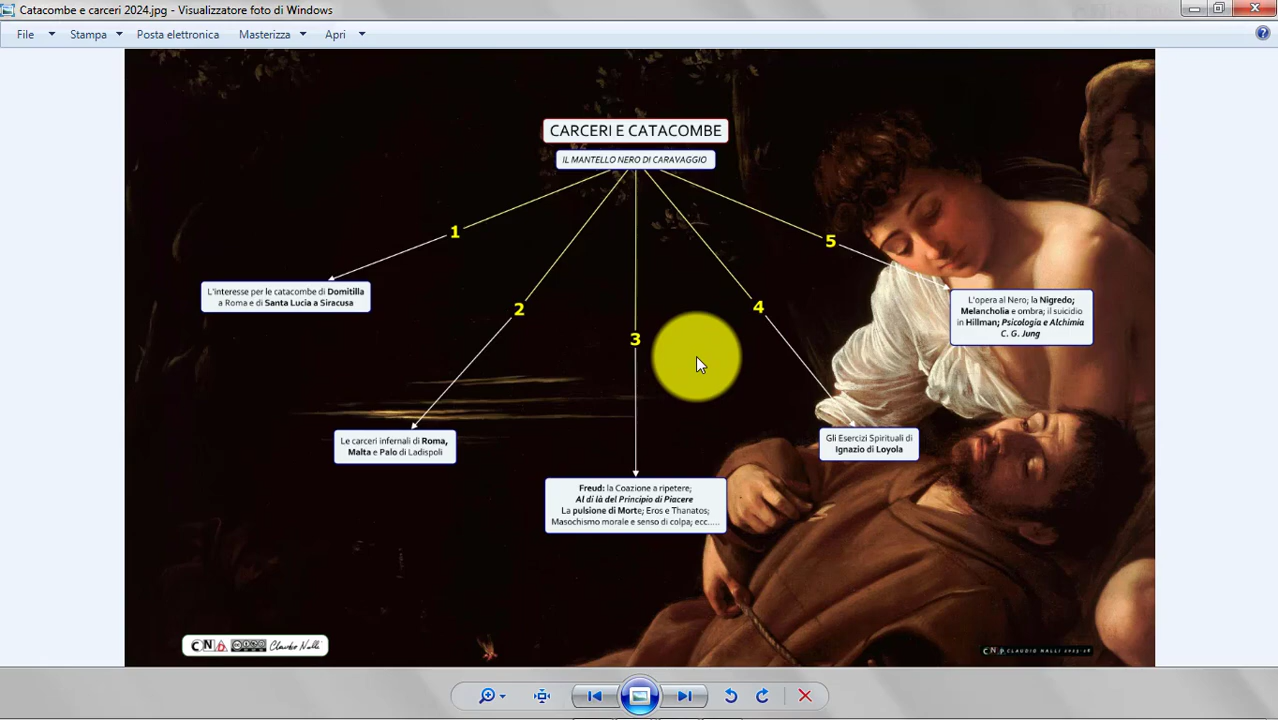 Catacombe e carceri 2024.jpg - Visualizzatore foto di Windows
File Stampa Posta elettronica Masterizza Apri
CARCERI E CATACOMBE
IL MANTELLO NERO DI CARAVAGGIO
1
5
2
4
3
L'interesse per le catacombe di Domitilla
a Roma e di Santa Lucia a Siracusa
L'opera al Nero; la Nigredo;
Melancholia e ombra; il suicidio
in Hillman; Psicologia e Alchimia
C. G. Jung
Le carceri infernali di Roma,
Malta e Palo di Ladispoli
Gli Esercizi Spirituali di
Ignazio di Loyola
Freud: la Coazione a ripetere;
Al di là del Principio di Piacere
La pulsione di Morte; Eros e Thanatos;
Masochismo morale e senso di colpa; ecc.....
Claudio Nalli
CLAUDIO NALLI